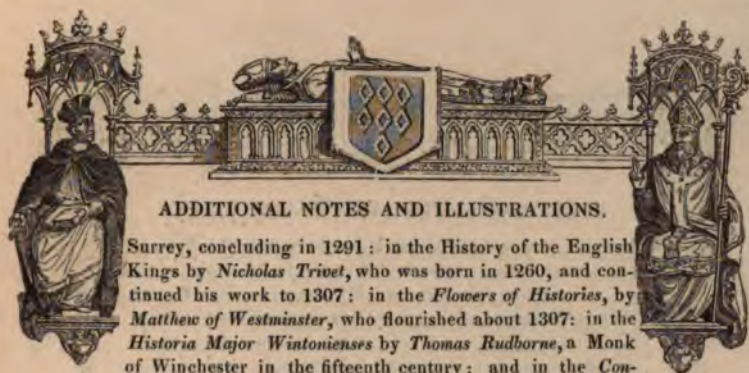 ADDITIONAL NOTES AND ILLUSTRATIONS.
Surrey, concluding in 1291: in the History of the English
Kings by Nicholas Trivet, who was born in 1260, and con-
tinued his work to 1307: in the Flowers of Histories, by
Matthew of Westminster, who flourished about 1307: in the
Historia Major Wintonienses by Thomas Rudborne, a Monk
of Winchester in the fifteenth century: and in the Con-